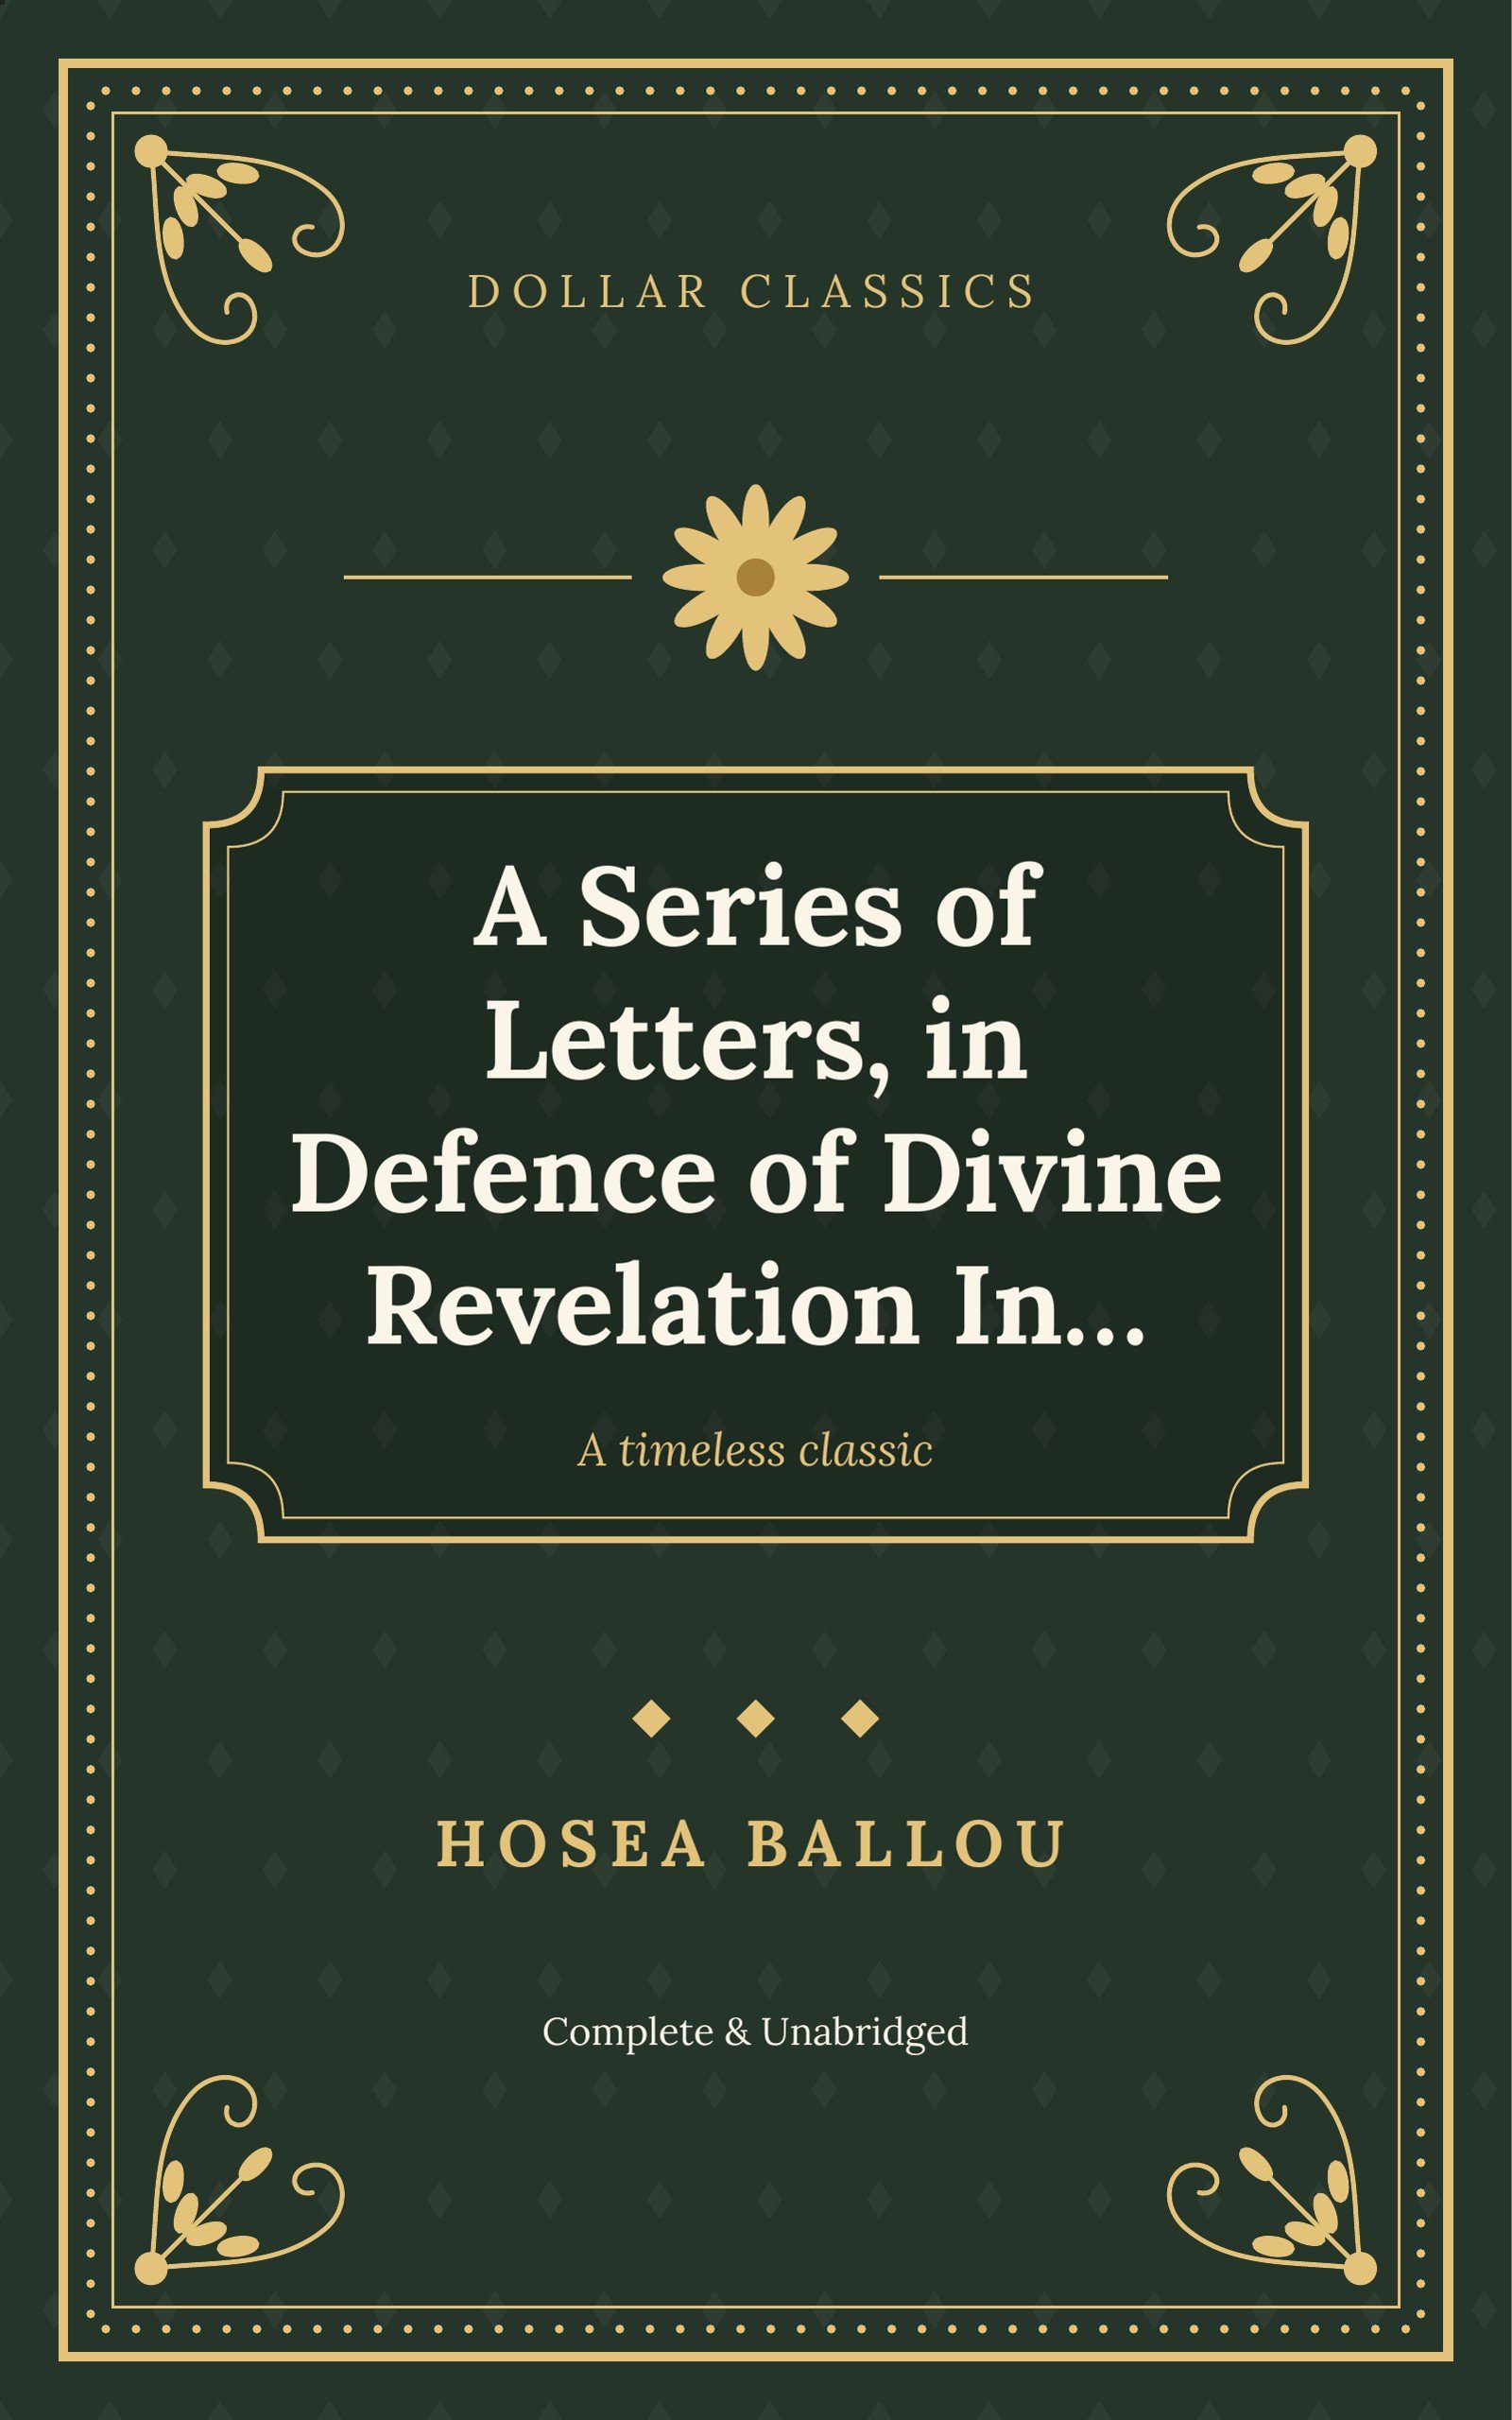 DOLLAR CLASSICS
A Series of
Letters, in
Defence of Divine
Revelation In...
A timeless classic
HOSEA BALLOU
Complete & Unabridged